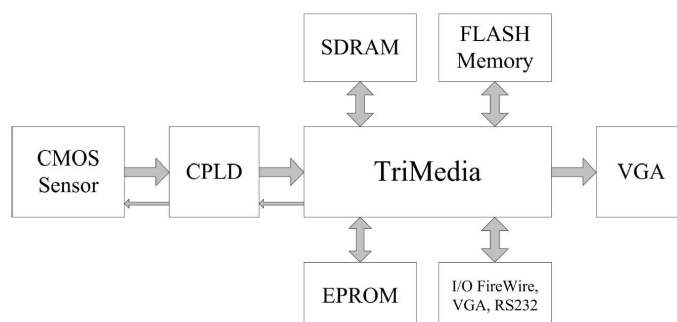 SDRAM
FLASH
Memory
CMOS
Sensor
CPLD
TriMedia
VGA
EPROM
I/O FireWire,
VGA, RS232